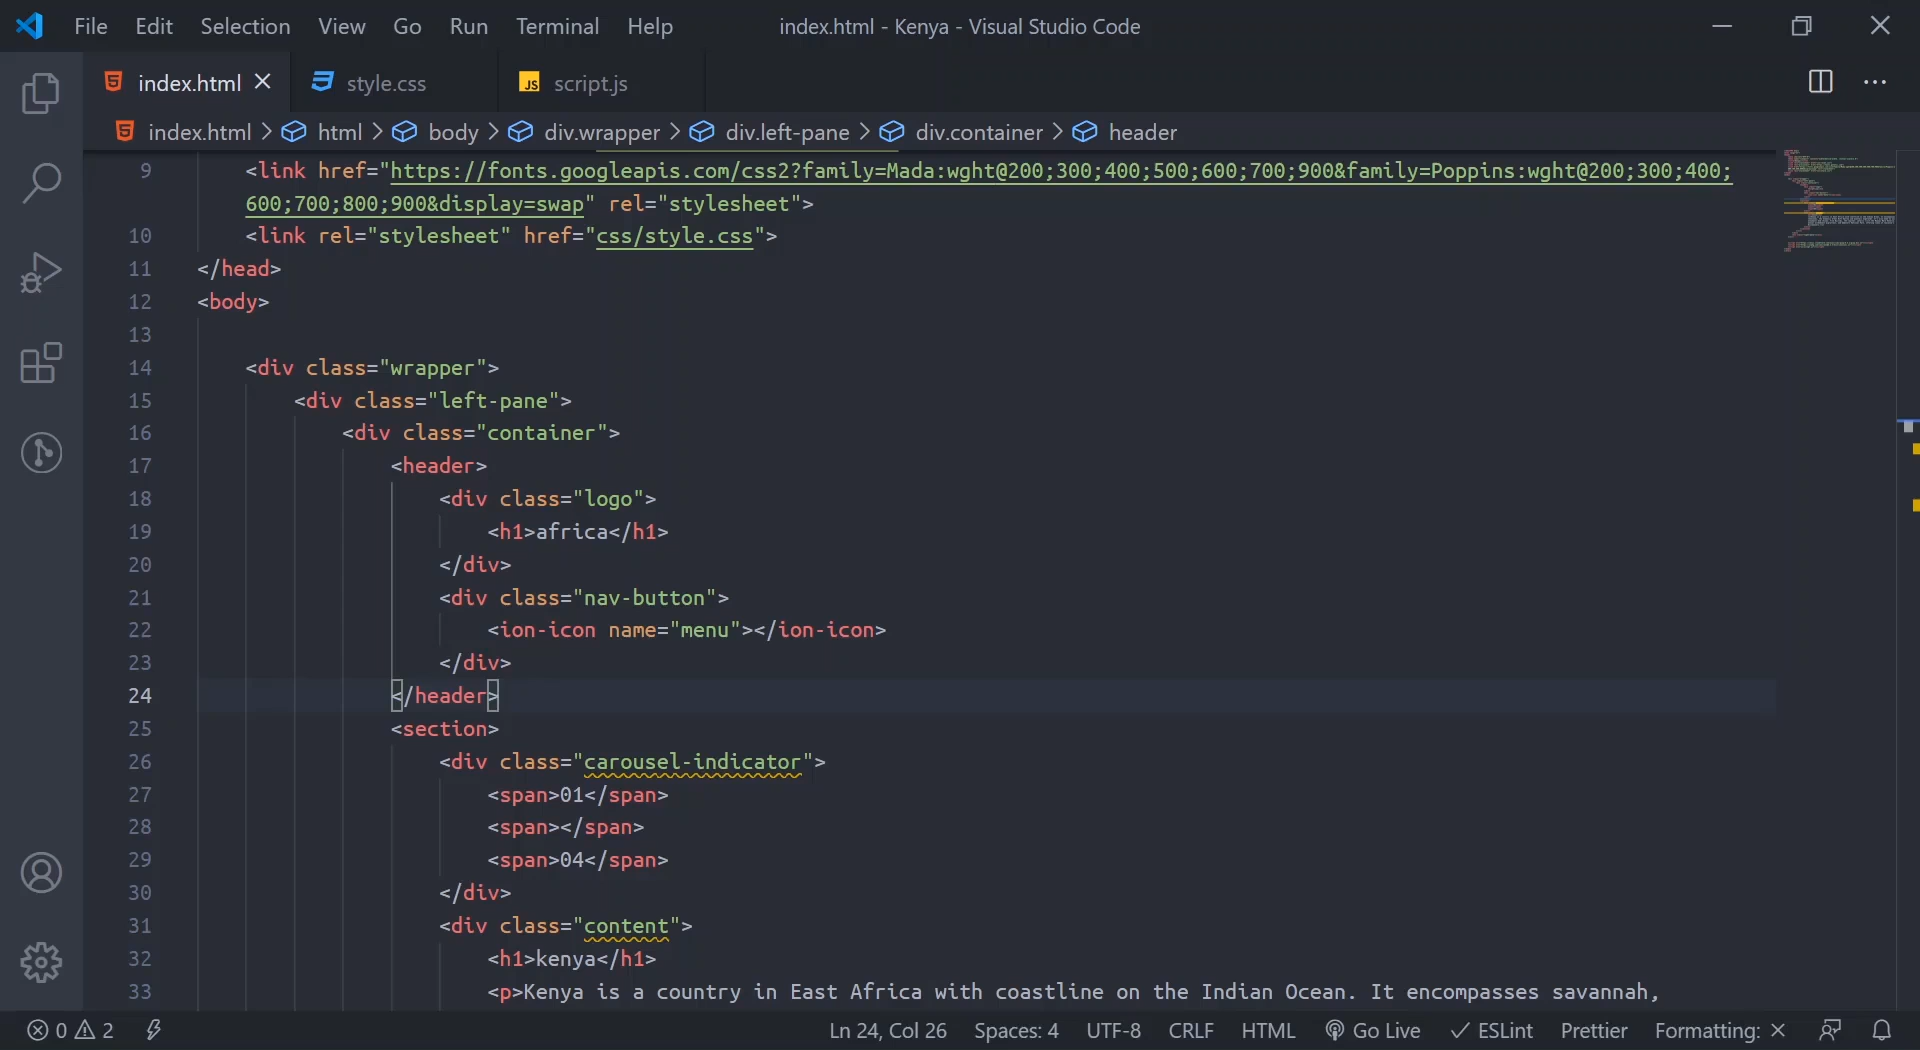 File Edit Selection View Go Run Terminal Help index.html - Kenya - Visual Studio Code
index.html style.css JS script.js
index.html > html > body > div.wrapper > div.left-pane > div.container > header
9 <link href="https://fonts.googleapis.com/css2?family=Mada:wght@200;300;400;500;600;700;900&family=Poppins:wght@200;300;400;
600;700;800;900&display=swap" rel="stylesheet">
10 <link rel="stylesheet" href="css/style.css">
11 </head>
12 <body>
13
14 <div class="wrapper">
15 <div class="left-pane">
16 <div class="container">
17 <header>
18 <div class="logo">
19 <h1>africa</h1>
20 </div>
21 <div class="nav-button">
22 <ion-icon name="menu"></ion-icon>
23 </div>
24 </header>
25 <section>
26 <div class="carousel-indicator">
27 <span>01</span>
28 <span></span>
29 <span>04</span>
30 </div>
31 <div class="content">
32 <h1>kenya</h1>
33 <p>Kenya is a country in East Africa with coastline on the Indian Ocean. It encompasses savannah,
0 2 Ln 24, Col 26 Spaces: 4 UTF-8 CRLF HTML Go Live ESLint Prettier Formatting: ×